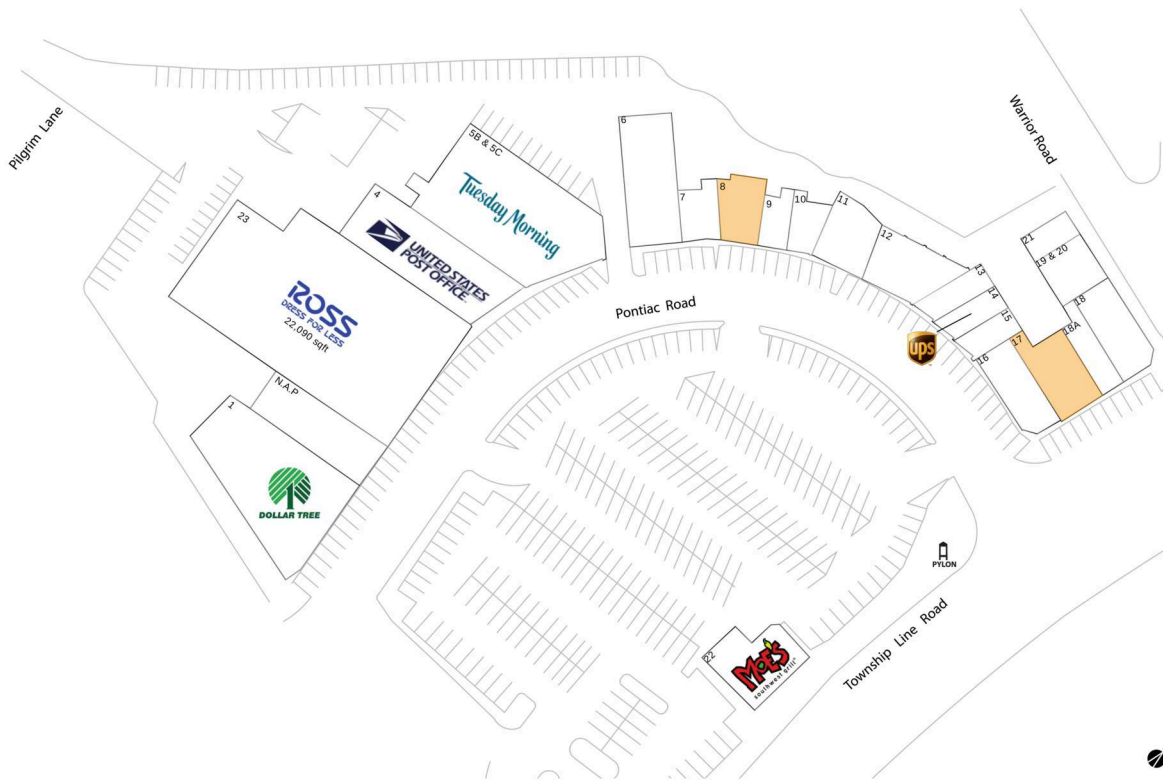 Pilgrim Lane
Warrior Road
5B & 5C
Tuesday Morning
4
UNITED STATES
POST OFFICE
23
ROSS
DRESS FOR LESS
22,090 sqft
N.A.P
1
DOLLAR TREE
6
7
8
9
10
11
12
13
14
15
16
17
18A
18
19 & 20
21
Pontiac Road
ups
PYLON
22
MOE'S
southwest grill
Township Line Road